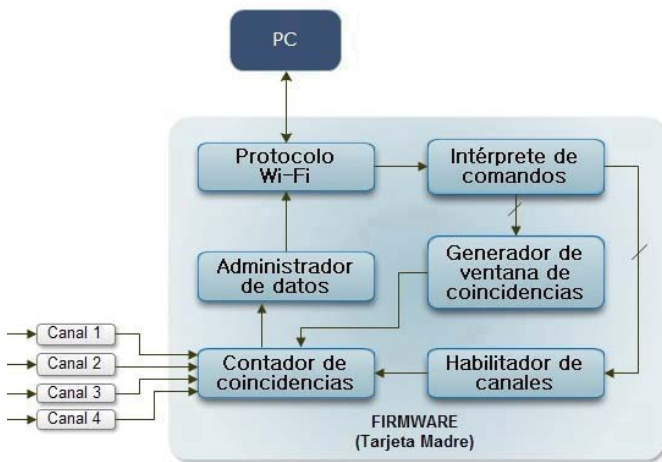 PC
Protocolo
Wi-Fi
Intérprete de
comandos
Administrador
de datos
Generador de
ventana de
coincidencias
Canal 1
Canal 2
Canal 3
Canal 4
Contador de
coincidencias
Habilitador de
canales
FIRMWARE
(Tarjeta Madre)